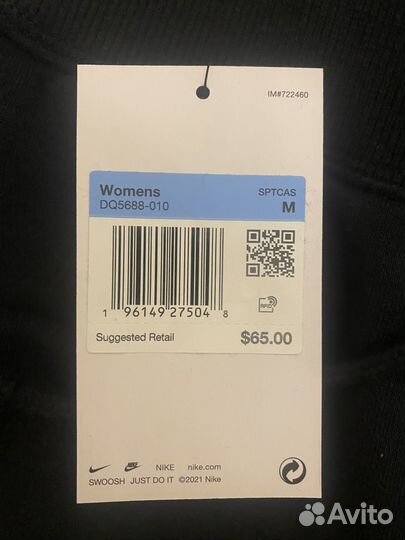 IM#722460
Womens SPTCAS
DQ5688-010 M
RFID
1 96149 27504 8
Suggested Retail $65.00
NIKE nike.com
SWOOSH JUST DO IT ©2021 Nike
Avito